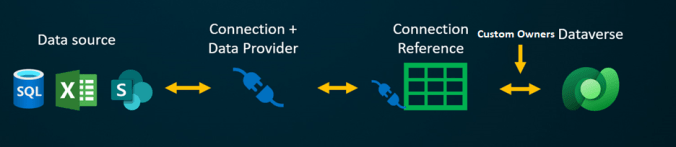 Data source
Connection +
Data Provider
Connection
Reference
Custom Owners
Dataverse
SQL
X
S